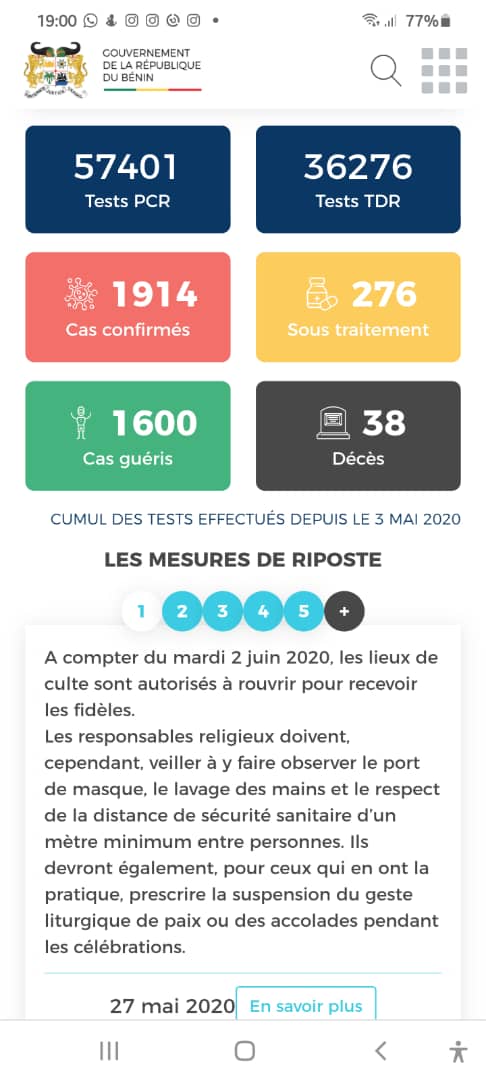 19:00
77%
GOUVERNEMENT
DE LA RÉPUBLIQUE
DU BÉNIN
57401
Tests PCR
36276
Tests TDR
1914
Cas confirmés
276
Sous traitement
1600
Cas guéris
38
Décès
CUMUL DES TESTS EFFECTUÉS DEPUIS LE 3 MAI 2020
LES MESURES DE RIPOSTE
1 2 3 4 5 +
A compter du mardi 2 juin 2020, les lieux de
culte sont autorisés à rouvrir pour recevoir
les fidèles.
Les responsables religieux doivent,
cependant, veiller à y faire observer le port
de masque, le lavage des mains et le respect
de la distance de sécurité sanitaire d'un
mètre minimum entre personnes. Ils
devront également, pour ceux qui en ont la
pratique, prescrire la suspension du geste
liturgique de paix ou des accolades pendant
les célébrations.
27 mai 2020 En savoir plus